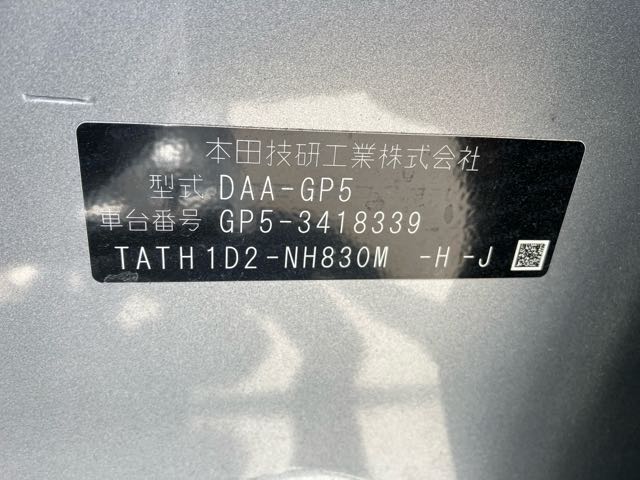 本田技研工業株式会社
型式 DAA-GP5
車台番号 GP5-3418339
TATH1D2-NH830M -H-J